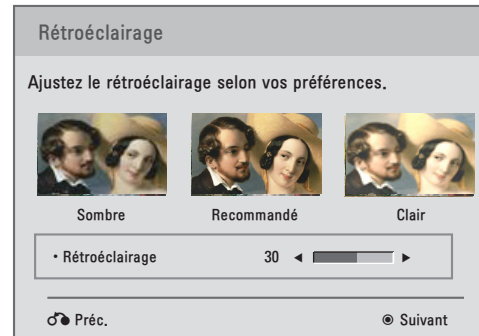 Rétroéclairage
Ajustez le rétroéclairage selon vos préférences.
Sombre Recommandé Clair
• Rétroéclairage 30 ◄ ►
Préc. ◉ Suivant